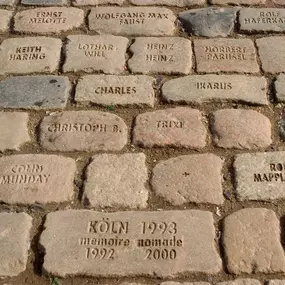 ERNST
MELOTTE
WOLFGANG MAX
FAUST
ROLF
KEITH
HARING
LOTHAR
WILL
HEINZ
HEINZ
NORBERT
CHARLES
IKARUS
CHRISTOPH B.
TRIXE
COLIN
MUNDAY
KÖLN 1993
memoire nomade
1992 2000